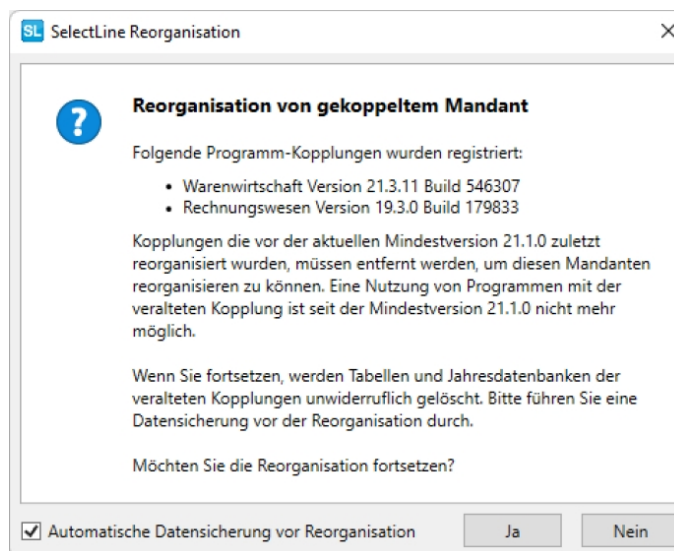 SL SelectLine Reorganisation
Reorganisation von gekoppeltem Mandant
Folgende Programm-Kopplungen wurden registriert:
• Warenwirtschaft Version 21.3.11 Build 546307
• Rechnungswesen Version 19.3.0 Build 179833
Kopplungen die vor der aktuellen Mindestversion 21.1.0 zuletzt
reorganisiert wurden, müssen entfernt werden, um diesen Mandanten
reorganisieren zu können. Eine Nutzung von Programmen mit der
veralteten Kopplung ist seit der Mindestversion 21.1.0 nicht mehr
möglich.
Wenn Sie fortsetzen, werden Tabellen und Jahresdatenbanken der
veralteten Kopplungen unwiderruflich gelöscht. Bitte führen Sie eine
Datensicherung vor der Reorganisation durch.
Möchten Sie die Reorganisation fortsetzen?
Automatische Datensicherung vor Reorganisation
Ja
Nein